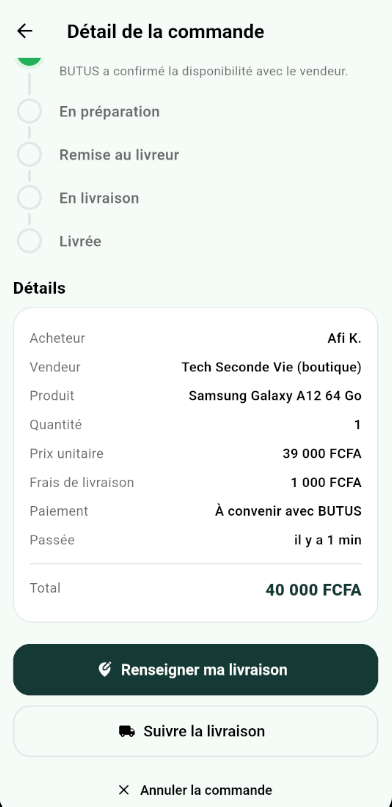 Détail de la commande
BUTUS a confirmé la disponibilité avec le vendeur.
En préparation
Remise au livreur
En livraison
Livrée
Détails
Acheteur Afi K.
Vendeur Tech Seconde Vie (boutique)
Produit Samsung Galaxy A12 64 Go
Quantité 1
Prix unitaire 39 000 FCFA
Frais de livraison 1 000 FCFA
Paiement À convenir avec BUTUS
Passée il y a 1 min
Total 40 000 FCFA
Renseigner ma livraison
Suivre la livraison
Annuler la commande